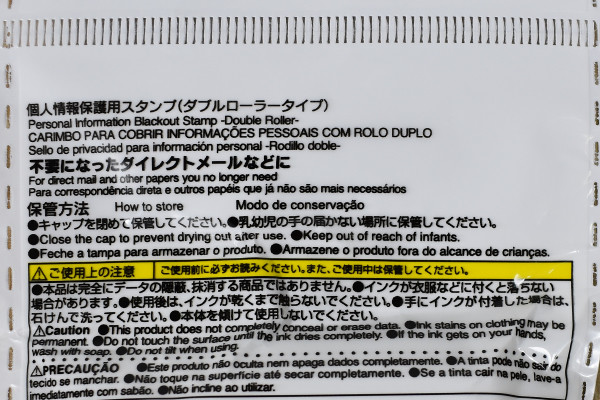 個人情報保護用スタンプ(ダブルローラータイプ)
Personal Information Blackout Stamp -Double Roller-
CARIMBO PARA COBRIR INFORMAÇÕES PESSOAIS COM ROLO DUPLO
Sello de privacidad para información personal -Rodillo doble-
不要になったダイレクトメールなどに
For direct mail and other papers you no longer need
Para correspondência direta e outros papéis que já não são mais necessários
保管方法 How to store Modo de conservação
●キャップを閉めて保管してください。●乳幼児の手の届かない場所に保管してください。
●Close the cap to prevent drying out after use. ●Keep out of reach of infants.
●Feche a tampa para armazenar o produto. ●Armazene o produto fora do alcance de crianças.
⚠ご使用上の注意 ご使用前に必ずお読みください。また、ご使用中は保管してください。
●本品は完全にデータの隠蔽、抹消する商品ではありません。●インクが衣服などに付くと落ちない
場合があります。●使用後は、インクが乾くまで触らないでください。●手にインクが付着した場合は、
石けんで洗ってください。●本体を傾けて使用しないでください。
⚠Caution ●This product does not completely conceal or erase data. ●Ink stains on clothing may be
permanent. ●Do not touch the surface until the ink dries completely. ●If the ink gets on your hands,
wash with soap. ●Do not tilt when using.
⚠PRECAUÇÃO ●Este produto não oculta nem apaga dados completamente. ●A tinta pode não sair do
tecido se manchar. ●Não toque na superfície até secar completamente. ●Se a tinta cair na pele, lave-a
imediatamente com sabão. ●Não incline ao utilizar.